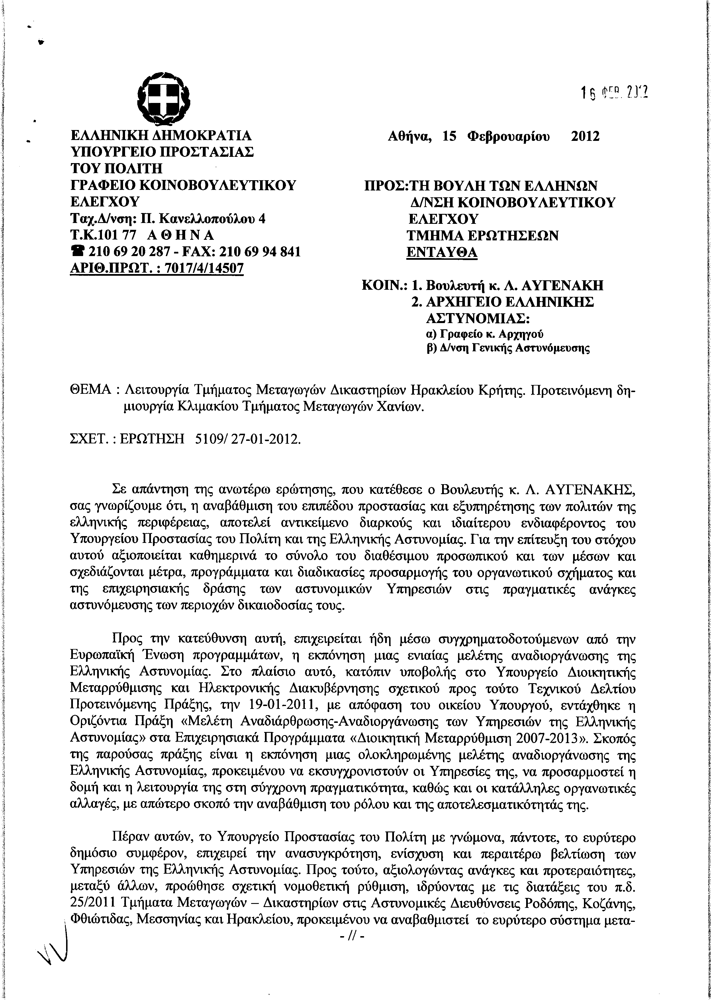 16 ΦΕΒ. 2012
ΕΛΛΗΝΙΚΗ ΔΗΜΟΚΡΑΤΙΑ
ΥΠΟΥΡΓΕΙΟ ΠΡΟΣΤΑΣΙΑΣ
ΤΟΥ ΠΟΛΙΤΗ
ΓΡΑΦΕΙΟ ΚΟΙΝΟΒΟΥΛΕΥΤΙΚΟΥ
ΕΛΕΓΧΟΥ
Ταχ.Δ/νση: Π. Κανελλοπούλου 4
Τ.Κ.101 77 Α Θ Η Ν Α
☎ 210 69 20 287 - FAX: 210 69 94 841
ΑΡΙΘ.ΠΡΩΤ. : 7017/4/14507
Αθήνα, 15 Φεβρουαρίου 2012
ΠΡΟΣ:ΤΗ ΒΟΥΛΗ ΤΩΝ ΕΛΛΗΝΩΝ
Δ/ΝΣΗ ΚΟΙΝΟΒΟΥΛΕΥΤΙΚΟΥ
ΕΛΕΓΧΟΥ
ΤΜΗΜΑ ΕΡΩΤΗΣΕΩΝ
ΕΝΤΑΥΘΑ
ΚΟΙΝ.: 1. Βουλευτή κ. Λ. ΑΥΓΕΝΑΚΗ
2. ΑΡΧΗΓΕΙΟ ΕΛΛΗΝΙΚΗΣ
ΑΣΤΥΝΟΜΙΑΣ:
α) Γραφείο κ. Αρχηγού
β) Δ/νση Γενικής Αστυνόμευσης
ΘΕΜΑ : Λειτουργία Τμήματος Μεταγωγών Δικαστηρίων Ηρακλείου Κρήτης. Προτεινόμενη δη-
μιουργία Κλιμακίου Τμήματος Μεταγωγών Χανίων.
ΣΧΕΤ. : ΕΡΩΤΗΣΗ 5109/ 27-01-2012.
Σε απάντηση της ανωτέρω ερώτησης, που κατέθεσε ο Βουλευτής κ. Λ. ΑΥΓΕΝΑΚΗΣ,
σας γνωρίζουμε ότι, η αναβάθμιση του επιπέδου προστασίας και εξυπηρέτησης των πολιτών της
ελληνικής περιφέρειας, αποτελεί αντικείμενο διαρκούς και ιδιαίτερου ενδιαφέροντος του
Υπουργείου Προστασίας του Πολίτη και της Ελληνικής Αστυνομίας. Για την επίτευξη του στόχου
αυτού αξιοποιείται καθημερινά το σύνολο του διαθέσιμου προσωπικού και των μέσων και
σχεδιάζονται μέτρα, προγράμματα και διαδικασίες προσαρμογής του οργανωτικού σχήματος και
της επιχειρησιακής δράσης των αστυνομικών Υπηρεσιών στις πραγματικές ανάγκες
αστυνόμευσης των περιοχών δικαιοδοσίας τους.
Προς την κατεύθυνση αυτή, επιχειρείται ήδη μέσω συγχρηματοδοτούμενων από την
Ευρωπαϊκή Ένωση προγραμμάτων, η εκπόνηση μιας ενιαίας μελέτης αναδιοργάνωσης της
Ελληνικής Αστυνομίας. Στο πλαίσιο αυτό, κατόπιν υποβολής στο Υπουργείο Διοικητικής
Μεταρρύθμισης και Ηλεκτρονικής Διακυβέρνησης σχετικού προς τούτο Τεχνικού Δελτίου
Προτεινόμενης Πράξης, την 19-01-2011, με απόφαση του οικείου Υπουργού, εντάχθηκε η
Οριζόντια Πράξη «Μελέτη Αναδιάρθρωσης-Αναδιοργάνωσης των Υπηρεσιών της Ελληνικής
Αστυνομίας» στα Επιχειρησιακά Προγράμματα «Διοικητική Μεταρρύθμιση 2007-2013». Σκοπός
της παρούσας πράξης είναι η εκπόνηση μιας ολοκληρωμένης μελέτης αναδιοργάνωσης της
Ελληνικής Αστυνομίας, προκειμένου να εκσυγχρονιστούν οι Υπηρεσίες της, να προσαρμοστεί η
δομή και η λειτουργία της στη σύγχρονη πραγματικότητα, καθώς και οι κατάλληλες οργανωτικές
αλλαγές, με απώτερο σκοπό την αναβάθμιση του ρόλου και της αποτελεσματικότητάς της.
Πέραν αυτών, το Υπουργείο Προστασίας του Πολίτη με γνώμονα, πάντοτε, το ευρύτερο
δημόσιο συμφέρον, επιχειρεί την ανασυγκρότηση, ενίσχυση και περαιτέρω βελτίωση των
Υπηρεσιών της Ελληνικής Αστυνομίας. Προς τούτο, αξιολογώντας ανάγκες και προτεραιότητες,
μεταξύ άλλων, προώθησε σχετική νομοθετική ρύθμιση, ιδρύοντας με τις διατάξεις του π.δ.
25/2011 Τμήματα Μεταγωγών – Δικαστηρίων στις Αστυνομικές Διευθύνσεις Ροδόπης, Κοζάνης,
Φθιώτιδας, Μεσσηνίας και Ηρακλείου, προκειμένου να αναβαθμιστεί το ευρύτερο σύστημα μετα-
- // -